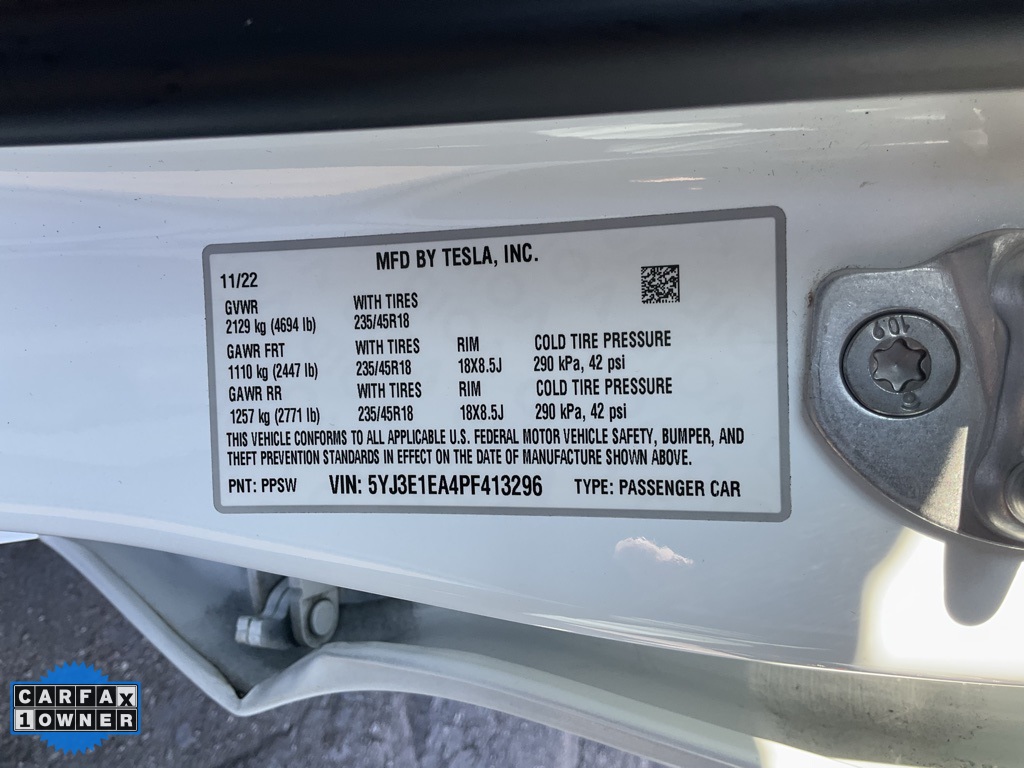 MFD BY TESLA, INC.
11/22
GVWR WITH TIRES
2129 kg (4694 lb) 235/45R18
GAWR FRT WITH TIRES RIM COLD TIRE PRESSURE
1110 kg (2447 lb) 235/45R18 18X8.5J 290 kPa, 42 psi
GAWR RR WITH TIRES RIM COLD TIRE PRESSURE
1257 kg (2771 lb) 235/45R18 18X8.5J 290 kPa, 42 psi
THIS VEHICLE CONFORMS TO ALL APPLICABLE U.S. FEDERAL MOTOR VEHICLE SAFETY, BUMPER, AND
THEFT PREVENTION STANDARDS IN EFFECT ON THE DATE OF MANUFACTURE SHOWN ABOVE.
PNT: PPSW VIN: 5YJ3E1EA4PF413296 TYPE: PASSENGER CAR
CARFAX
1 OWNER